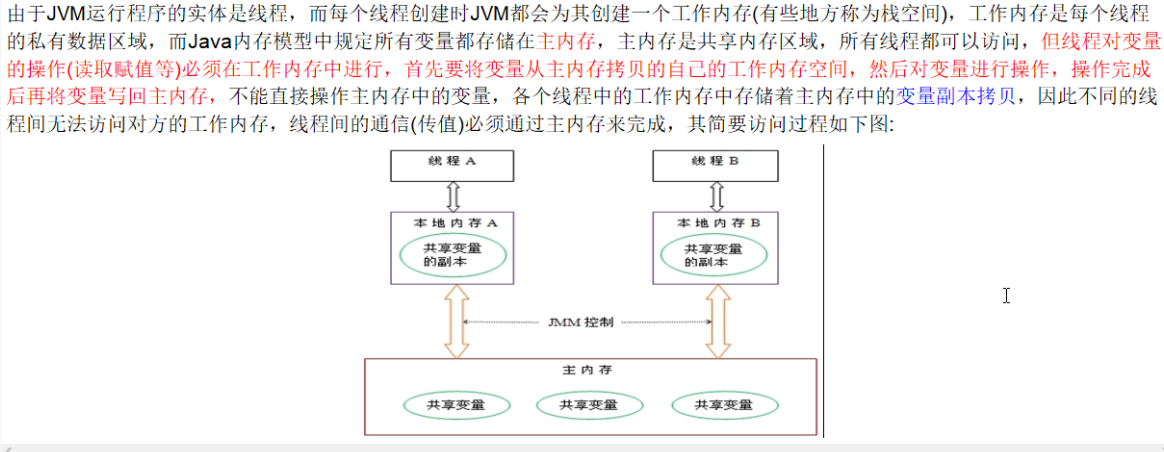 由于JVM运行程序的实体是线程，而每个线程创建时JVM都会为其创建一个工作内存(有些地方称为栈空间)，工作内存是每个线程
的私有数据区域，而Java内存模型中规定所有变量都存储在主内存，主内存是共享内存区域，所有线程都可以访问，但线程对变量
的操作(读取赋值等)必须在工作内存中进行，首先要将变量从主内存拷贝的自己的工作内存空间，然后对变量进行操作，操作完成
后再将变量写回主内存，不能直接操作主内存中的变量，各个线程中的工作内存中存储着主内存中的变量副本拷贝，因此不同的线
程间无法访问对方的工作内存，线程间的通信(传值)必须通过主内存来完成，其简要访问过程如下图:
线程 A
线程 B
本地内存 A
本地内存 B
共享变量
的副本
共享变量
的副本
JMM 控制
主内存
共享变量
共享变量
共享变量